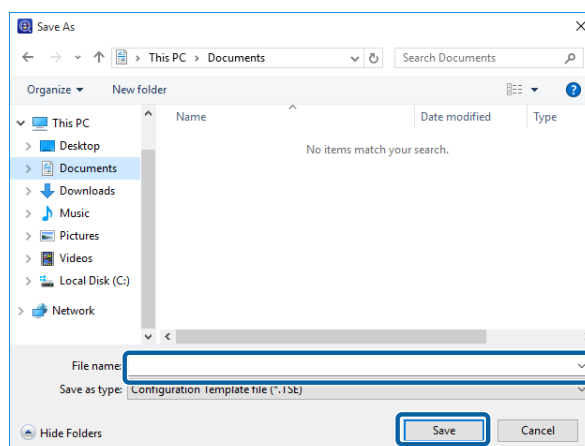 Save As
This PC > Documents
Search Documents
Organize
New folder
Name
Date modified
Type
This PC
No items match your search.
Desktop
Documents
Downloads
Music
Pictures
Videos
Local Disk (C:)
Network
File name:
Save as type: Configuration Template file (*.TSE)
Hide Folders
Save
Cancel